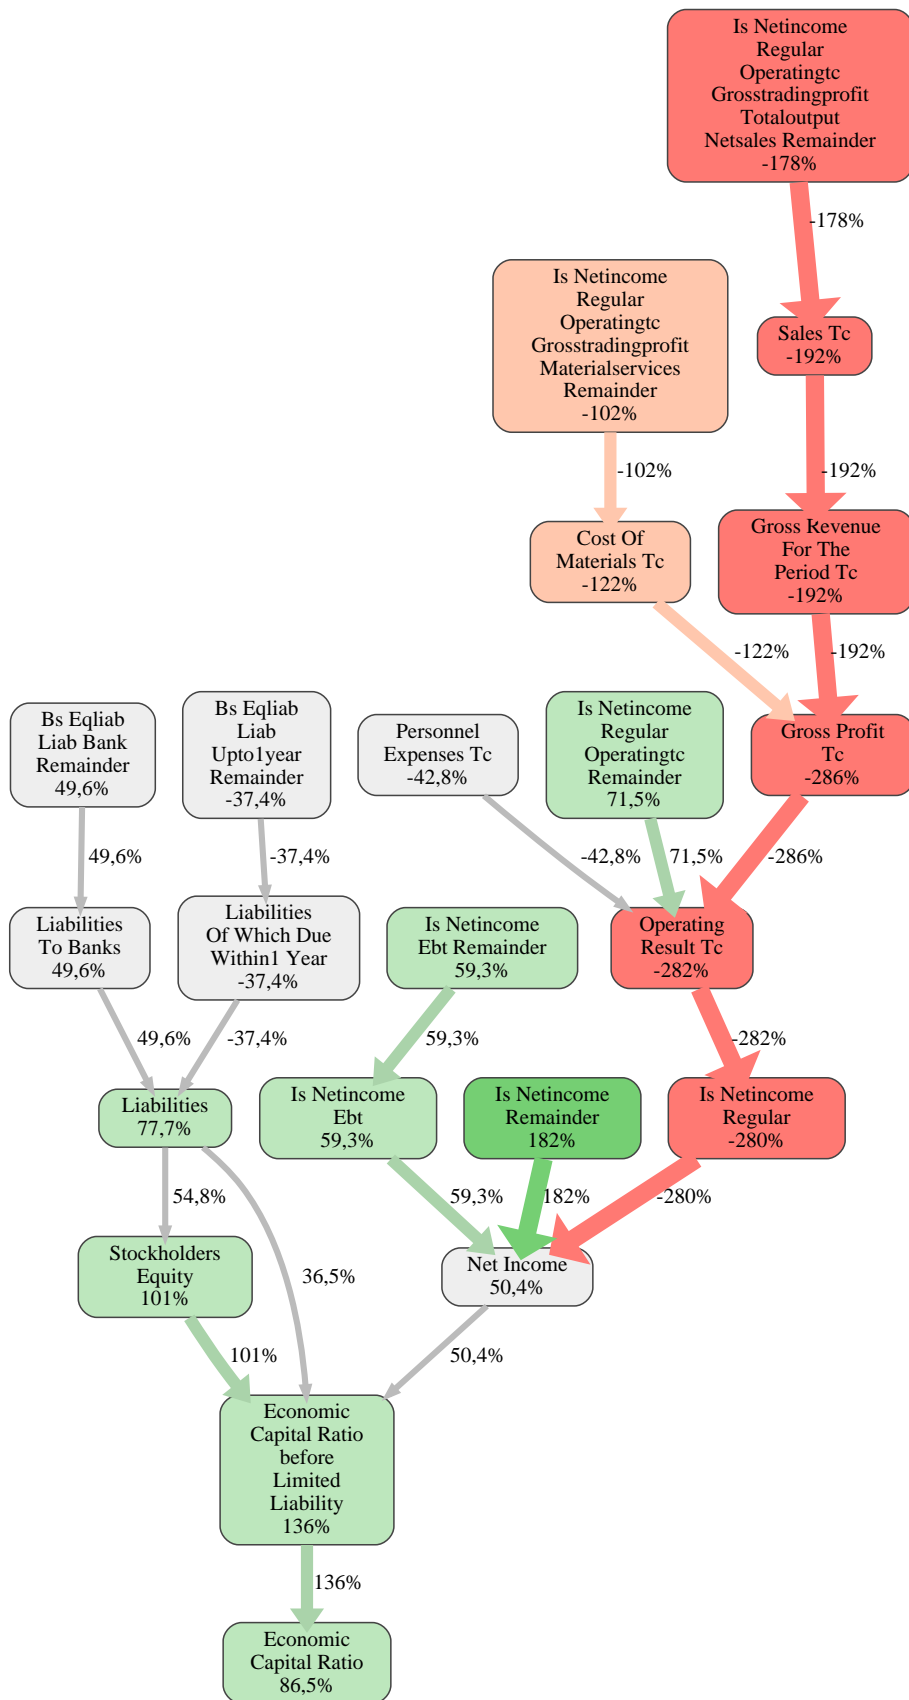 Is Netincome
Regular
Operatingtc
Grosstradingprofit
Totaloutput
Netsales Remainder
-178%
-178%
Is Netincome
Regular
Operatingtc
Grosstradingprofit
Materialservices
Remainder
-102%
Sales Tc
-192%
-102%
-192%
Cost Of
Materials Tc
-122%
Gross Revenue
For The
Period Tc
-192%
-122%
-192%
Bs Eqliab
Liab Bank
Remainder
49,6%
Bs Eqliab
Liab
Upto1year
Remainder
-37,4%
Personnel
Expenses Tc
-42,8%
Is Netincome
Regular
Operatingtc
Remainder
71,5%
Gross Profit
Tc
-286%
49,6%
-37,4%
-42,8%
71,5%
-286%
Liabilities
To Banks
49,6%
Liabilities
Of Which Due
Within1 Year
-37,4%
Is Netincome
Ebt Remainder
59,3%
Operating
Result Tc
-282%
49,6%
-37,4%
59,3%
-282%
Liabilities
77,7%
Is Netincome
Ebt
59,3%
Is Netincome
Remainder
182%
Is Netincome
Regular
-280%
54,8%
59,3%
182%
-280%
Stockholders
Equity
101%
36,5%
Net Income
50,4%
101%
50,4%
Economic
Capital Ratio
before
Limited
Liability
136%
136%
Economic
Capital Ratio
86,5%